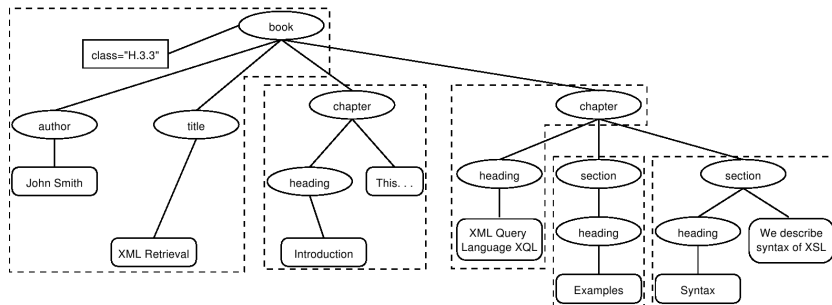 book
class="H.3.3"
chapter
chapter
author
title
heading
section
section
John Smith
heading
This. . .
XML Query
Language XQL
heading
heading
We describe
syntax of XSL
XML Retrieval
Introduction
Examples
Syntax